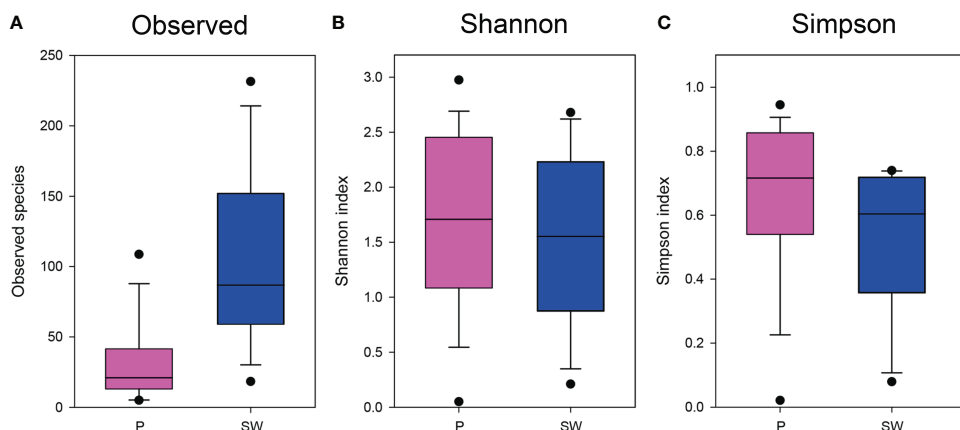 A Observed
250
200
150
100
50
0
Observed species
P SW
B Shannon
3.0
2.5
2.0
1.5
1.0
0.5
0.0
Shannon index
P SW
C Simpson
1.0
0.8
0.6
0.4
0.2
0.0
Simpson index
P SW